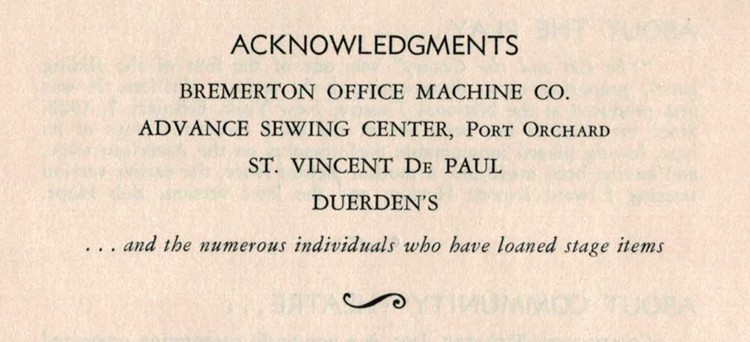 ACKNOWLEDGMENTS
BREMERTON OFFICE MACHINE CO.
ADVANCE SEWING CENTER, PORT ORCHARD
ST. VINCENT DE PAUL
DUERDEN'S
. . . and the numerous individuals who have loaned stage items